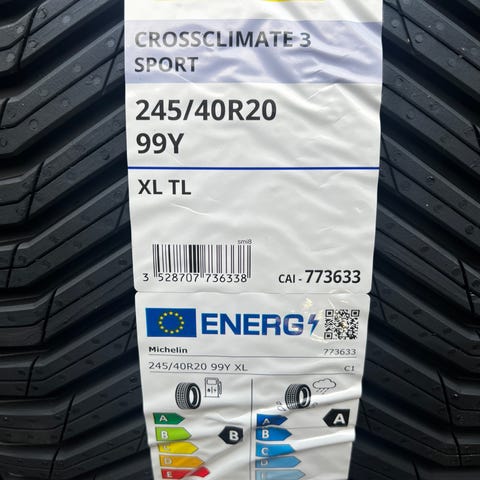 CROSSCLIMATE 3
SPORT
245/40R20
99Y
XL TL
smi8
3 528707 736338
CAI - 773633
ENERG
Michelin 773633
245/40R20 99Y XL C1
A
B
B
C
D
E
A
A
B
C
D